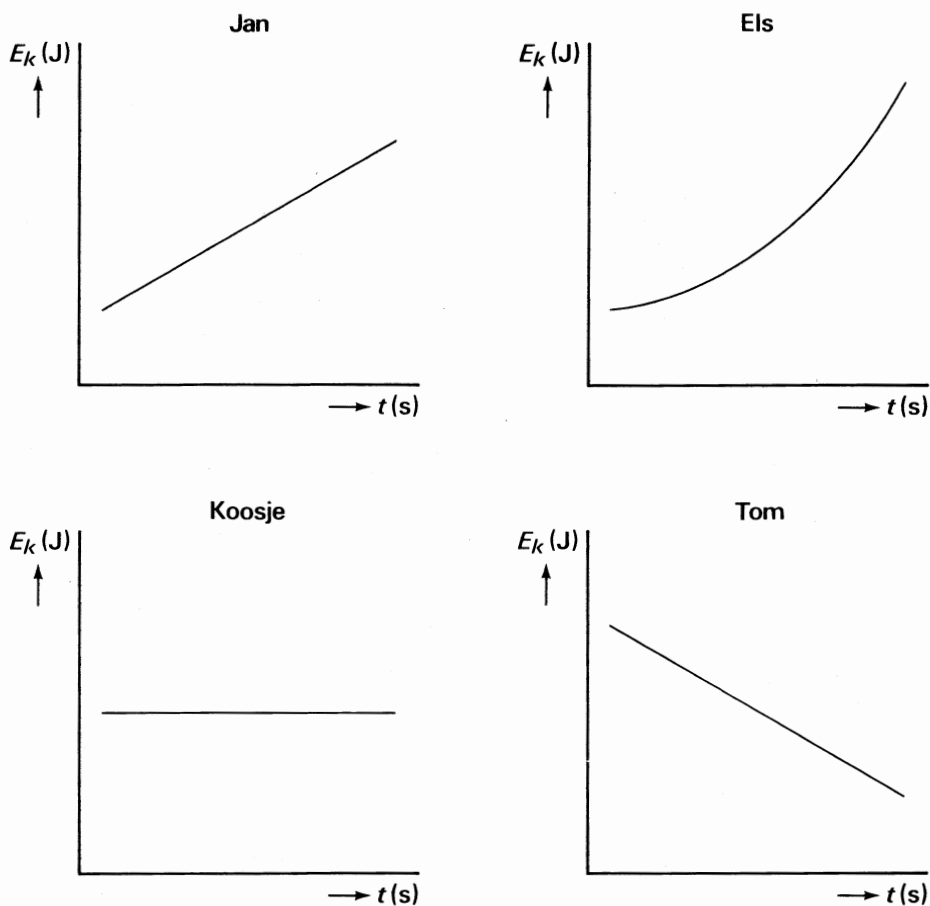 Jan
Els
E_k (J)
E_k (J)
→ t (s)
→ t (s)
Koosje
Tom
E_k (J)
E_k (J)
→ t (s)
→ t (s)